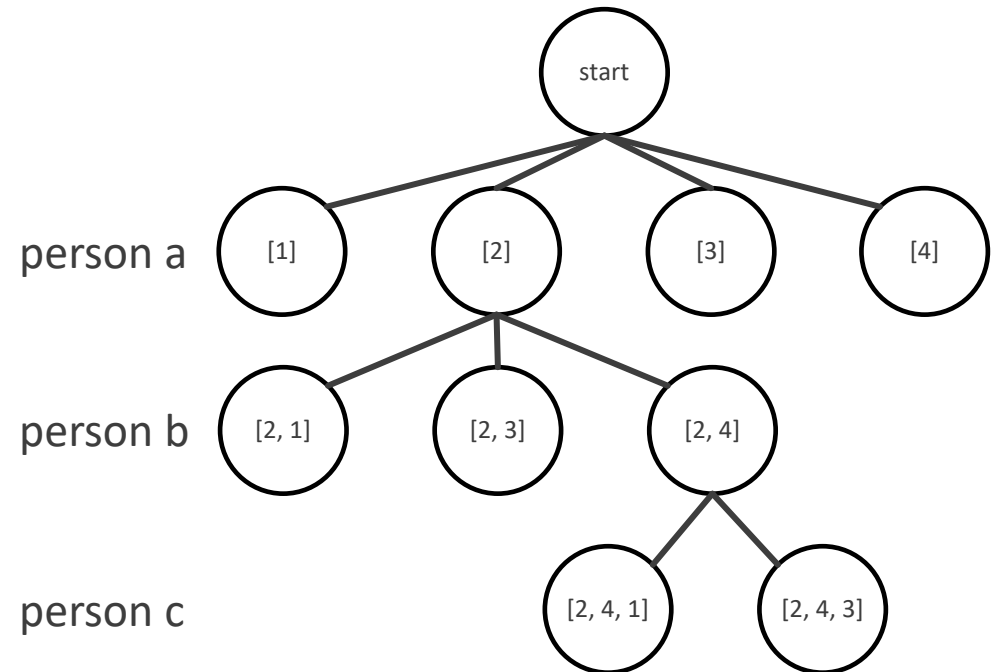 start
person a [1] [2] [3] [4]
person b [2, 1] [2, 3] [2, 4]
person c [2, 4, 1] [2, 4, 3]